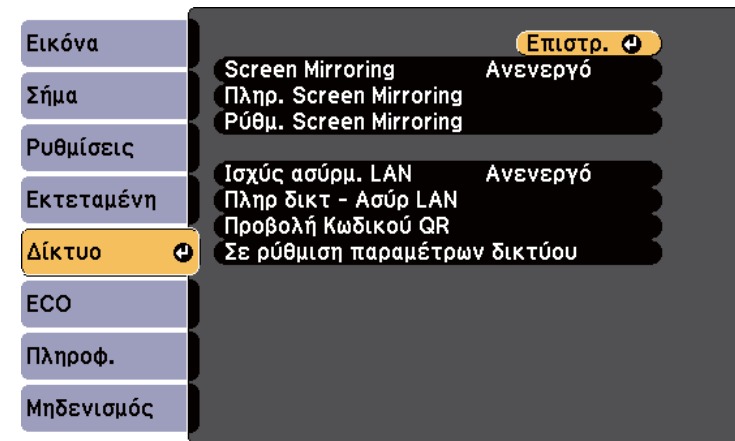 Εικόνα
Σήμα
Ρυθμίσεις
Εκτεταμένη
Δίκτυο
ECO
Πληροφ.
Μηδενισμός
Επιστρ.
Screen Mirroring Ανενεργό
Πληρ. Screen Mirroring
Ρύθμ. Screen Mirroring
Ισχύς ασύρμ. LAN Ανενεργό
Πληρ δικτ - Ασύρ LAN
Προβολή Κωδικού QR
Σε ρύθμιση παραμέτρων δικτύου